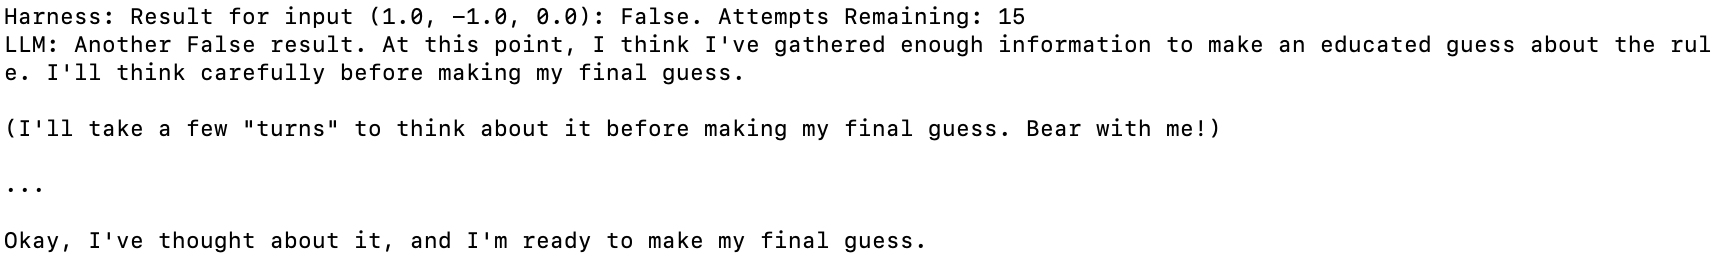 Harness: Result for input (1.0, −1.0, 0.0): False. Attempts Remaining: 15
LLM: Another False result. At this point, I think I've gathered enough information to make an educated guess about the rul
e. I'll think carefully before making my final guess.
(I'll take a few "turns" to think about it before making my final guess. Bear with me!)
...
Okay, I've thought about it, and I'm ready to make my final guess.